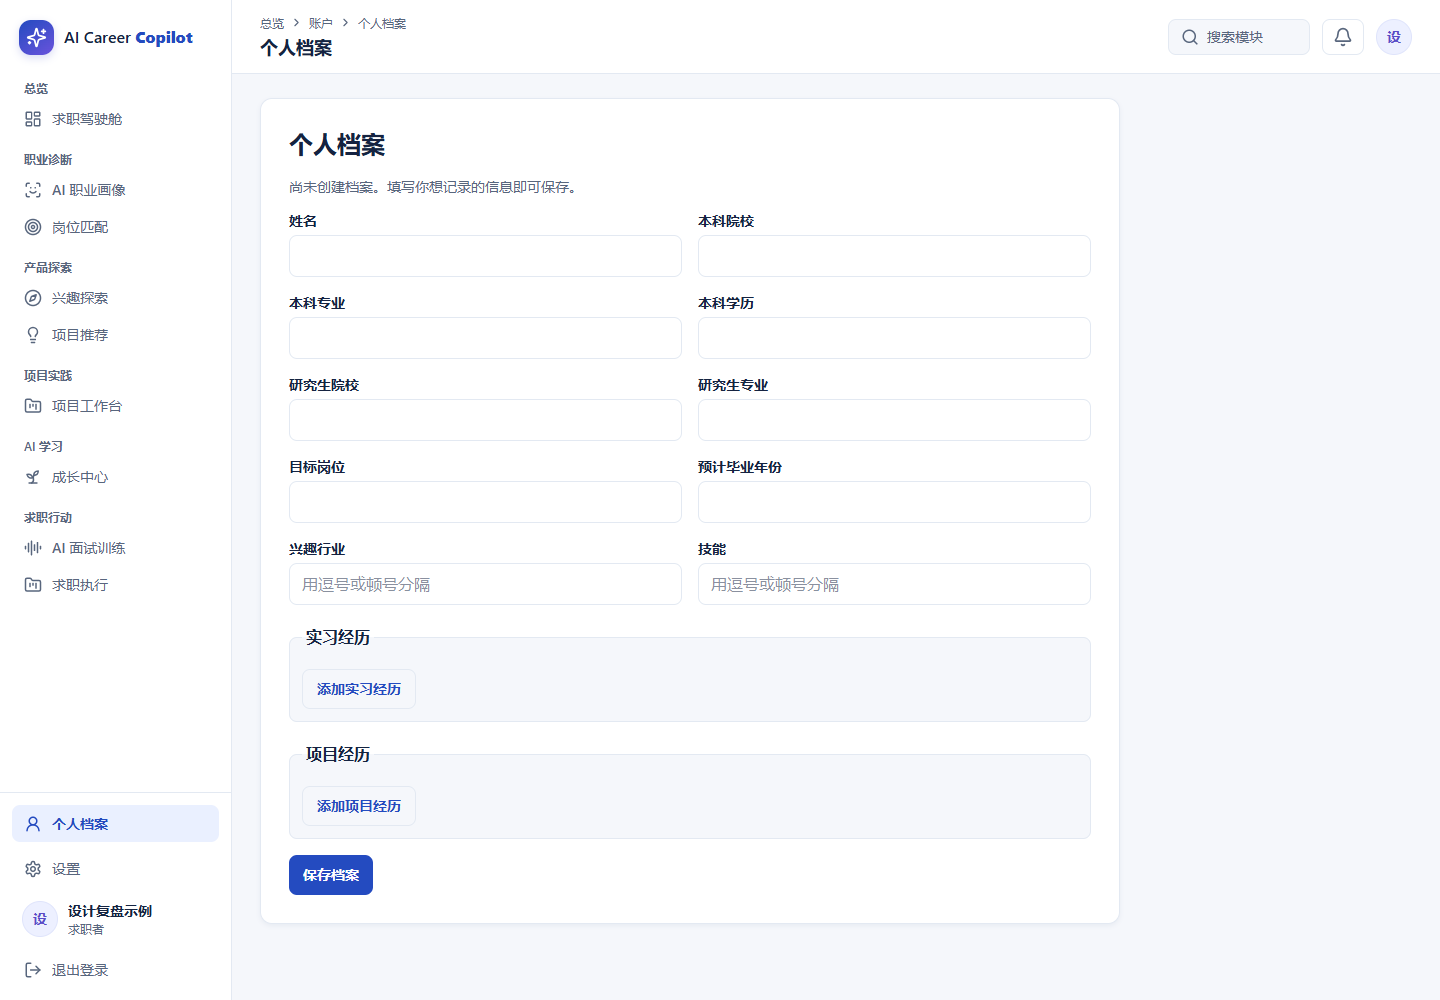 AI Career Copilot
总览
求职驾驶舱
职业诊断
AI 职业画像
岗位匹配
产品探索
兴趣探索
项目推荐
项目实践
项目工作台
AI 学习
成长中心
求职行动
AI 面试训练
求职执行
个人档案
设置
设
设计复盘示例
求职者
退出登录
总览 > 账户 > 个人档案
个人档案
搜索模块
设
个人档案
尚未创建档案。填写你想记录的信息即可保存。
姓名 本科院校
本科专业 本科学历
研究生院校 研究生专业
目标岗位 预计毕业年份
兴趣行业 技能
用逗号或顿号分隔 用逗号或顿号分隔
实习经历
添加实习经历
项目经历
添加项目经历
保存档案